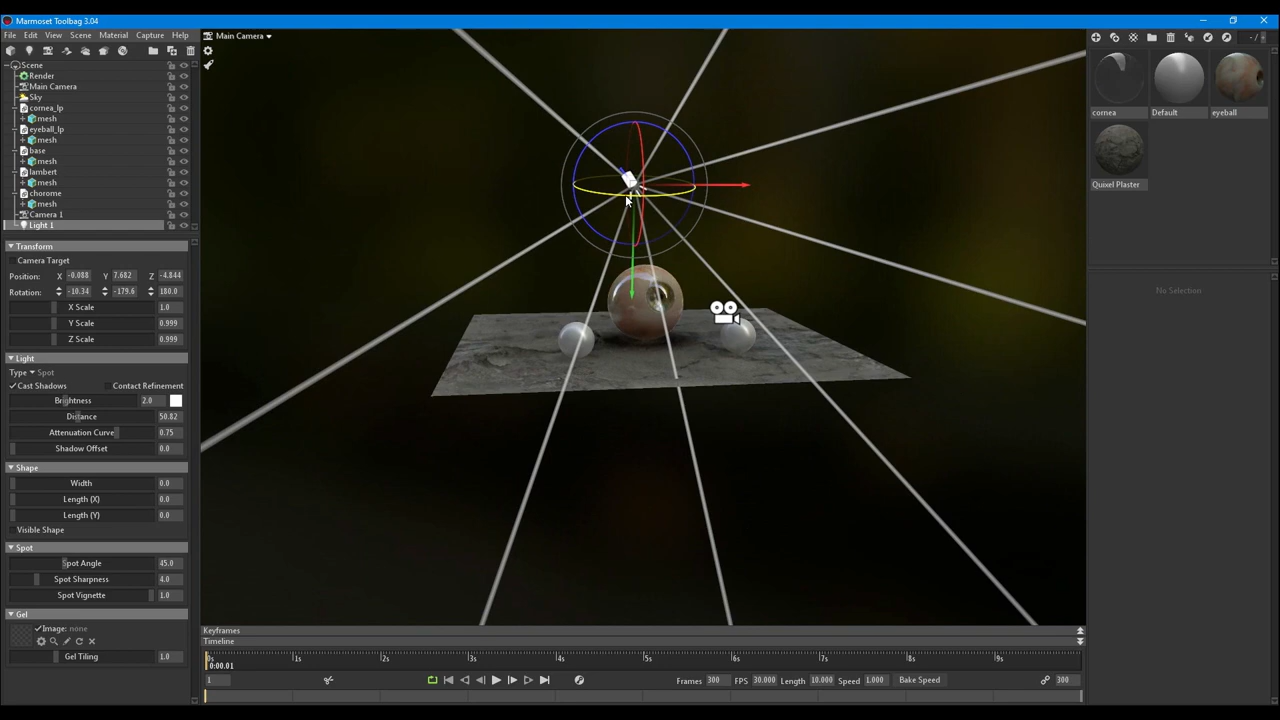 Marmoset Toolbag 3.04
File Edit View Scene Material Capture Help
Main Camera
Scene
Render
Main Camera
Sky
cornea_lp
mesh
eyeball_lp
mesh
base
mesh
lambert
mesh
chorome
mesh
Camera 1
Light 1
Transform
Camera Target
Position: X -0.088 Y 7.682 Z -4.844
Rotation: -10.34 -179.6 180.0
X Scale 1.0
Y Scale 0.999
Z Scale 0.999
Light
Type Spot
Cast Shadows Contact Refinement
Brightness 2.0
Distance 50.82
Attenuation Curve 0.75
Shadow Offset 0.0
Shape
Width 0.0
Length (X) 0.0
Length (Y) 0.0
Visible Shape
Spot
Spot Angle 45.0
Spot Sharpness 4.0
Spot Vignette 1.0
Gel
Image: none
Gel Tiling 1.0
cornea Default eyeball
Quixel Plaster
No Selection
Keyframes
Timeline
0s 1s 2s 3s 4s 5s 6s 7s 8s 9s
0:00.01
1 Frames 300 FPS 30.000 Length 10.000 Speed 1.000 Bake Speed 300